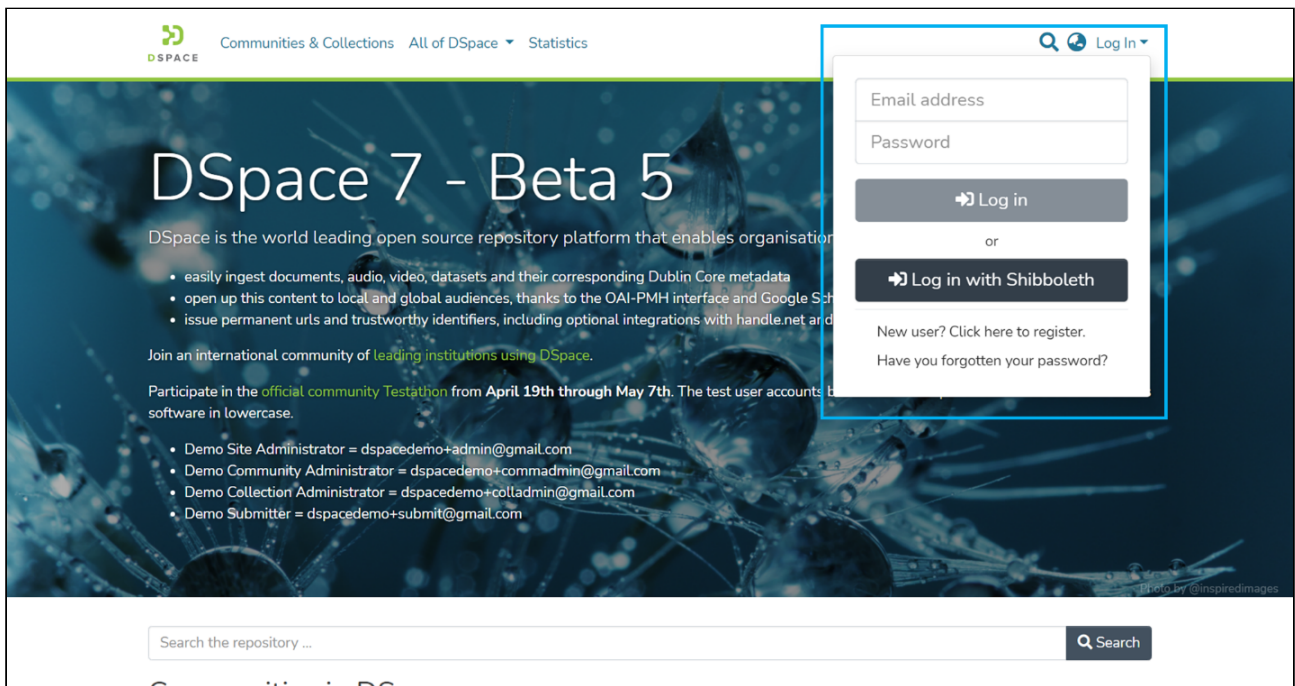 DSPACE
Communities & Collections All of DSpace Statistics
Log In
Email address
Password
Log in
or
Log in with Shibboleth
New user? Click here to register.
Have you forgotten your password?
DSpace 7 - Beta 5
DSpace is the world leading open source repository platform that enables organisation
• easily ingest documents, audio, video, datasets and their corresponding Dublin Core metadata
• open up this content to local and global audiences, thanks to the OAI-PMH interface and Google Sch
• issue permanent urls and trustworthy identifiers, including optional integrations with handle.net and
Join an international community of leading institutions using DSpace.
Participate in the official community Testathon from April 19th through May 7th. The test user accounts
software in lowercase.
• Demo Site Administrator = dspacedemo+admin@gmail.com
• Demo Community Administrator = dspacedemo+commadmin@gmail.com
• Demo Collection Administrator = dspacedemo+colladmin@gmail.com
• Demo Submitter = dspacedemo+submit@gmail.com
Photo by @inspiredimages
Search the repository ...
Search